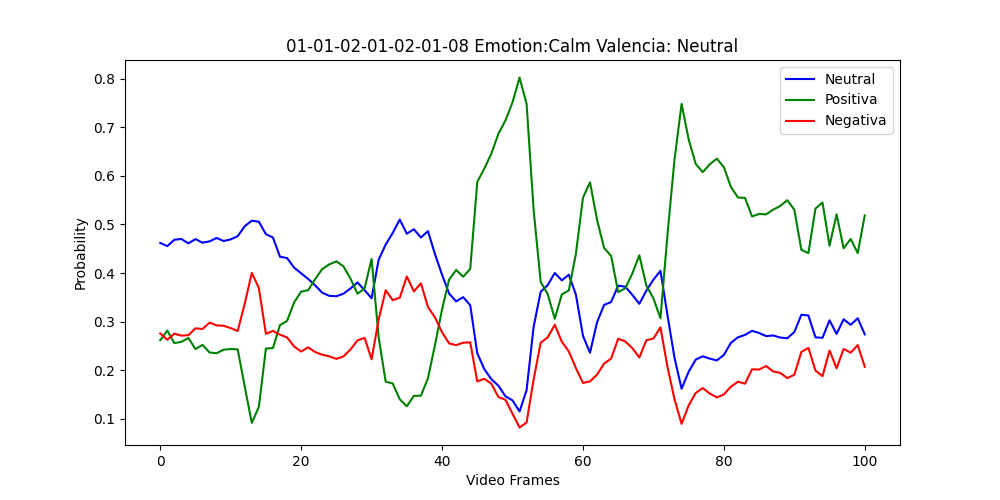 01-01-02-01-02-01-08 Emotion:Calm Valencia: Neutral
Neutral
Positiva
Negativa
Probability
0.8
0.7
0.6
0.5
0.4
0.3
0.2
0.1
0 20 40 60 80 100
Video Frames